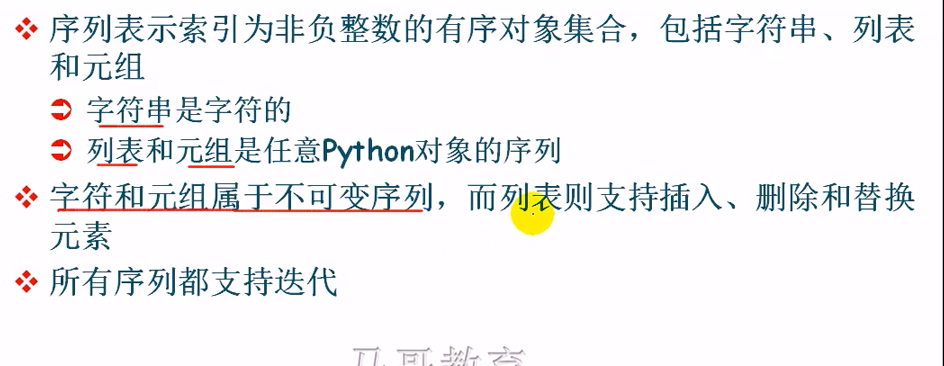 序列表示索引为非负整数的有序对象集合，包括字符串、列表
和元组
字符串是字符的
列表和元组是任意Python对象的序列
字符和元组属于不可变序列，而列表则支持插入、删除和替换
元素
所有序列都支持迭代
马哥教育